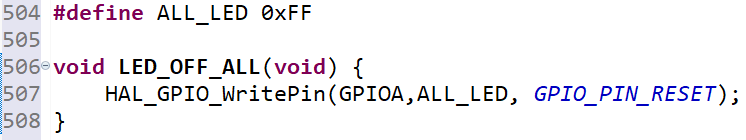 504 #define ALL_LED 0xFF
505
506 void LED_OFF_ALL(void) {
507     HAL_GPIO_WritePin(GPIOA,ALL_LED, GPIO_PIN_RESET);
508 }